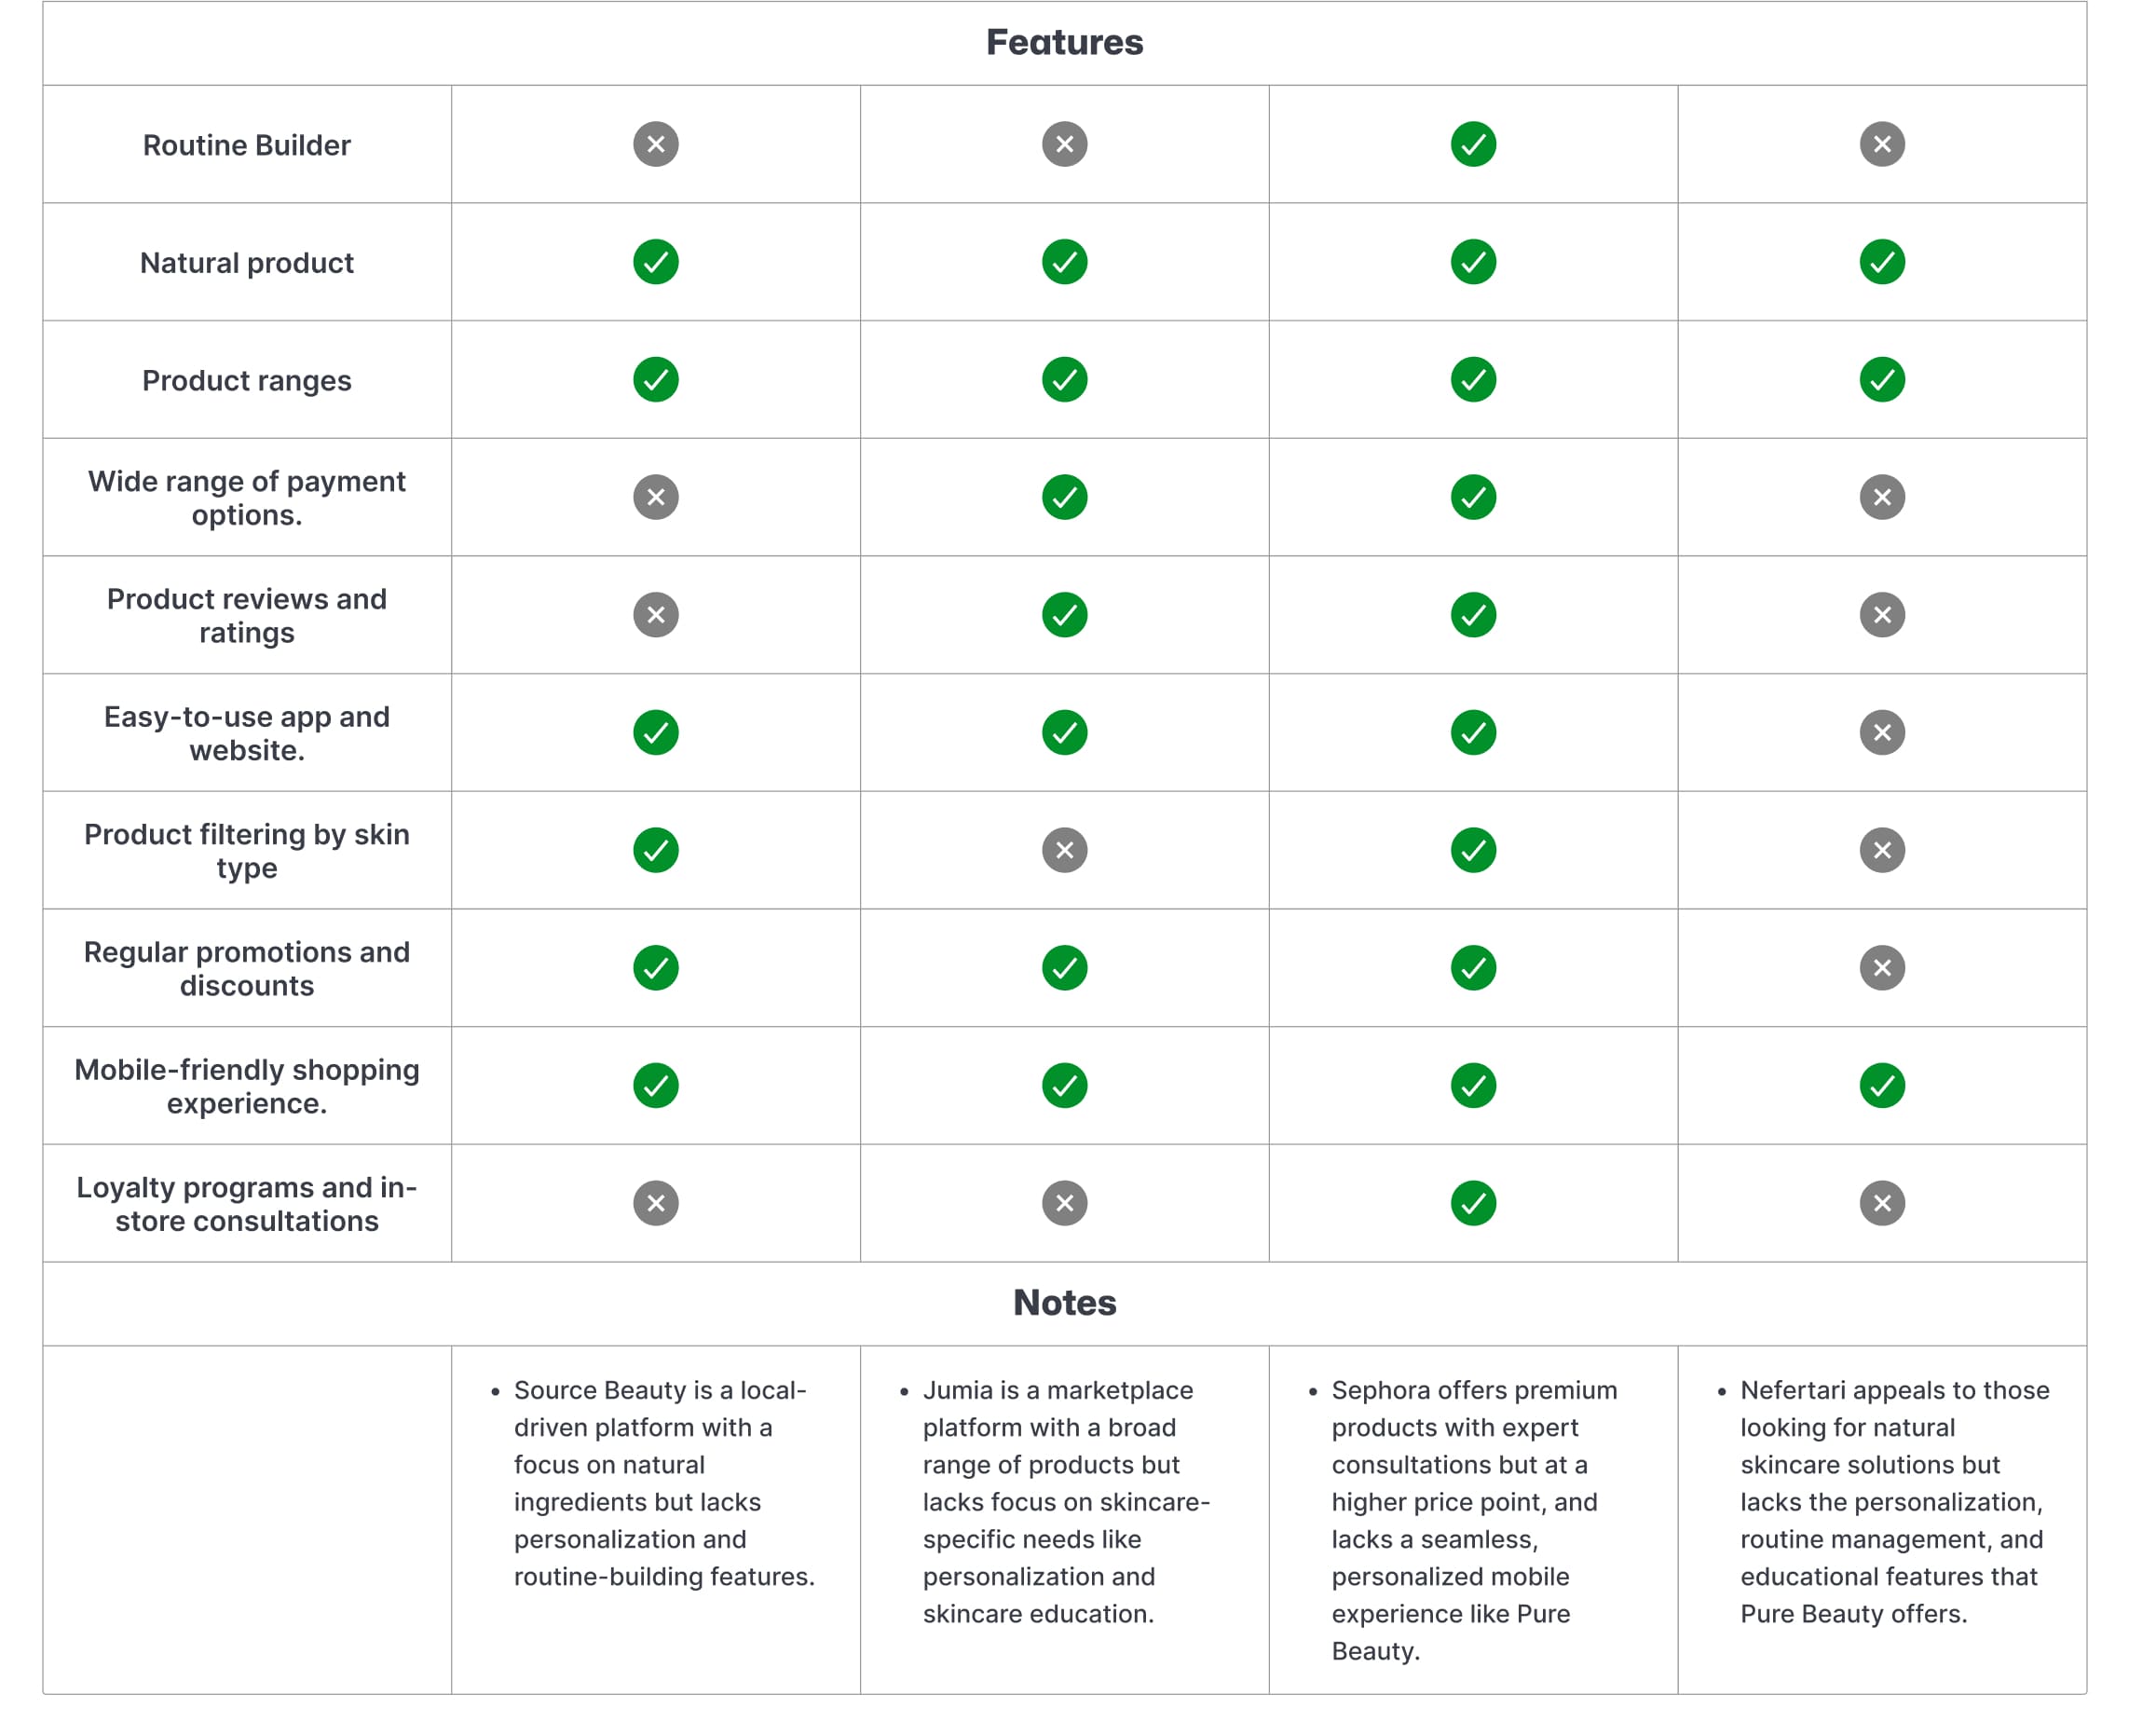 Features
Routine Builder
Natural product
Product ranges
Wide range of payment
options.
Product reviews and
ratings
Easy-to-use app and
website.
Product filtering by skin
type
Regular promotions and
discounts
Mobile-friendly shopping
experience.
Loyalty programs and in-
store consultations
Notes
• Source Beauty is a local-
driven platform with a
focus on natural
ingredients but lacks
personalization and
routine-building features.
• Jumia is a marketplace
platform with a broad
range of products but
lacks focus on skincare-
specific needs like
personalization and
skincare education.
• Sephora offers premium
products with expert
consultations but at a
higher price point, and
lacks a seamless,
personalized mobile
experience like Pure
Beauty.
• Nefertari appeals to those
looking for natural
skincare solutions but
lacks the personalization,
routine management, and
educational features that
Pure Beauty offers.